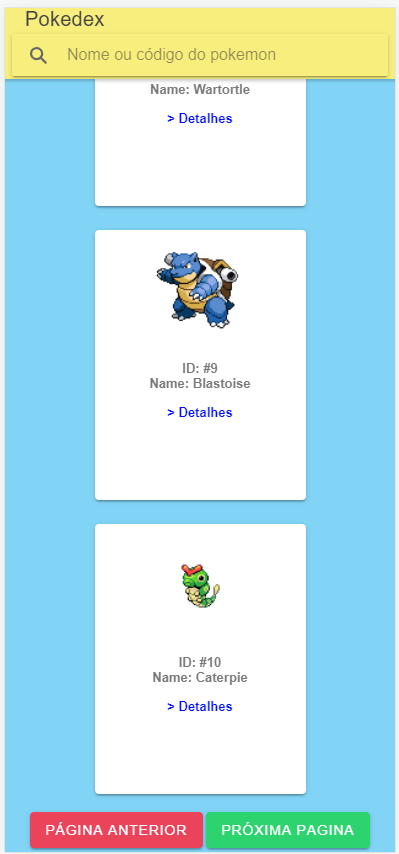 Pokedex
Nome ou código do pokemon
Name: Wartortle
> Detalhes
ID: #9
Name: Blastoise
> Detalhes
ID: #10
Name: Caterpie
> Detalhes
PÁGINA ANTERIOR
PRÓXIMA PAGINA